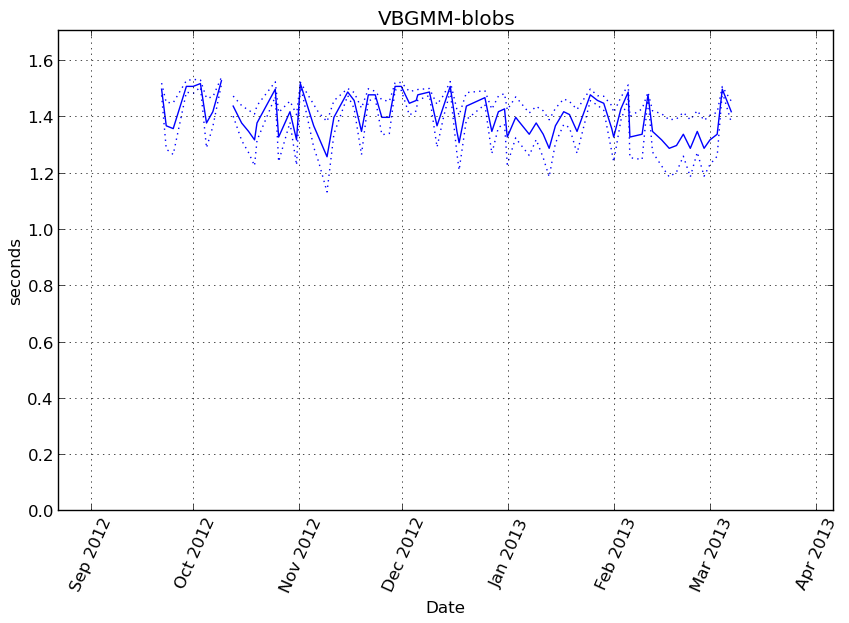 VBGMM-blobs
1.6
1.4
1.2
1.0
0.8
0.6
0.4
0.2
0.0
seconds
Sep 2012
Oct 2012
Nov 2012
Dec 2012
Jan 2013
Feb 2013
Mar 2013
Apr 2013
Date